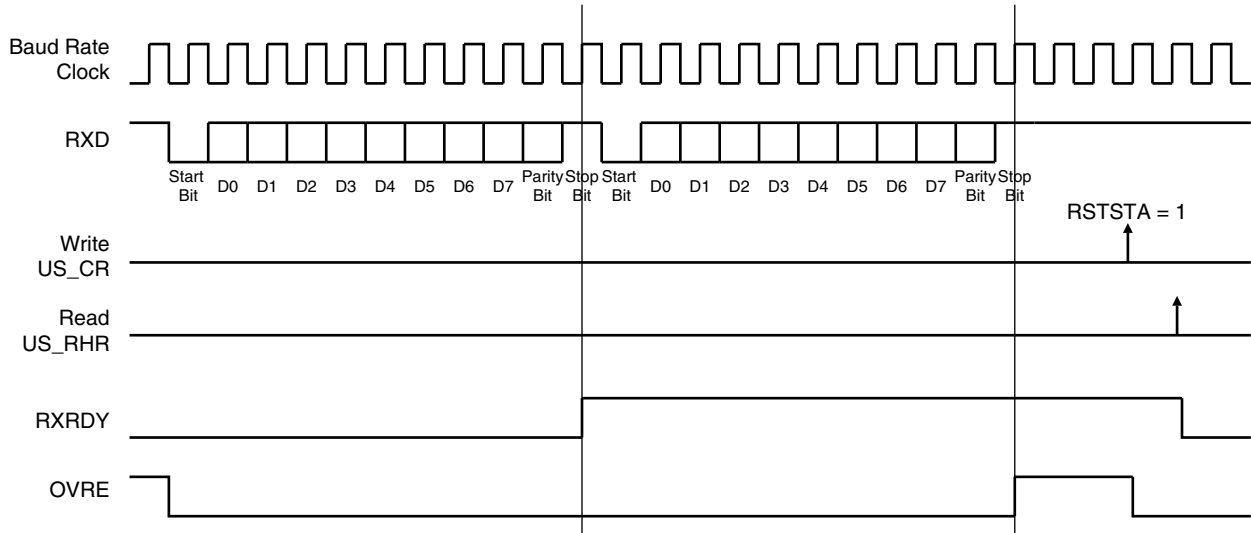 Baud Rate
Clock
RXD
Start
Bit
D0
D1
D2
D3
D4
D5
D6
D7
Parity
Bit
Stop
Bit
Start
Bit
D0
D1
D2
D3
D4
D5
D6
D7
Parity
Bit
Stop
Bit
RSTSTA = 1
Write
US_CR
Read
US_RHR
RXRDY
OVRE